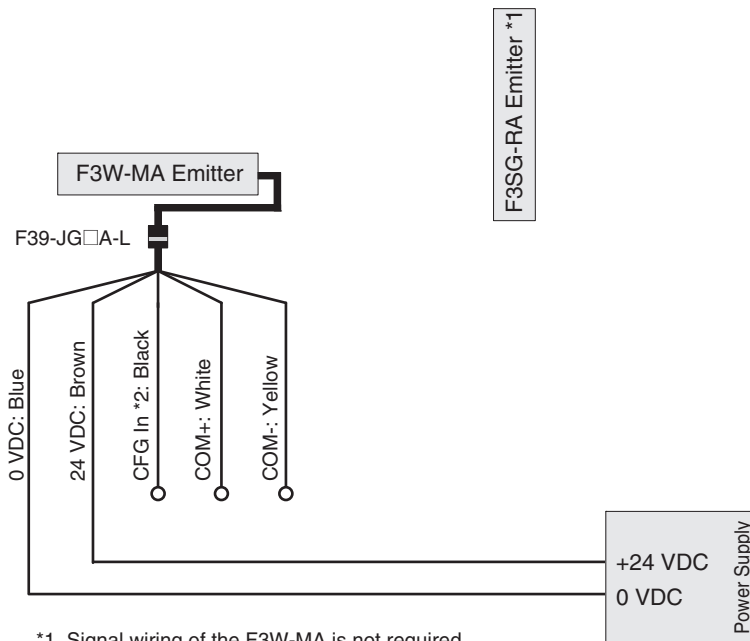 F3SG-RA Emitter *1
F3W-MA Emitter
F39-JG□A-L
0 VDC: Blue
24 VDC: Brown
CFG In *2: Black
COM+: White
COM-: Yellow
+24 VDC
0 VDC
Power Supply
*1. Signal wiring of the F3W-MA is not required